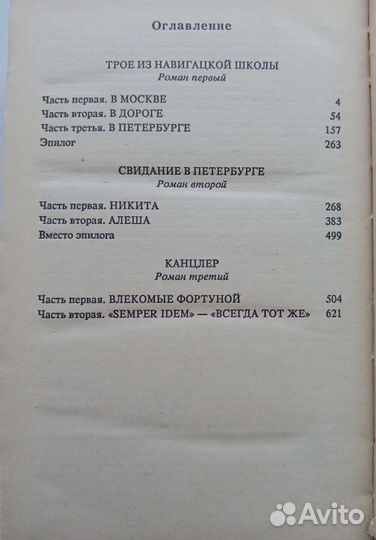 Оглавление
ТРОЕ ИЗ НАВИГАЦКОЙ ШКОЛЫ
Роман первый
Часть первая. В МОСКВЕ 4
Часть вторая. В ДОРОГЕ 54
Часть третья. В ПЕТЕРБУРГЕ 157
Эпилог 263
СВИДАНИЕ В ПЕТЕРБУРГЕ
Роман второй
Часть первая. НИКИТА 268
Часть вторая. АЛЕША 383
Вместо эпилога 499
КАНЦЛЕР
Роман третий
Часть первая. ВЛЕКОМЫЕ ФОРТУНОЙ 504
Часть вторая. «SEMPER IDEM» — «ВСЕГДА ТОТ ЖЕ» 621
Avito